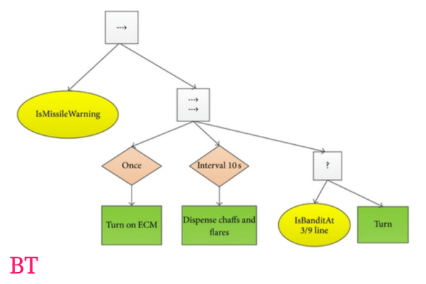 ⇢
IsMissileWarning
⇢
⇢
Once
Interval 10 s
?
Turn on ECM
Dispense chaffs and
flares
IsBanditAt
3/9 line
Turn
BT